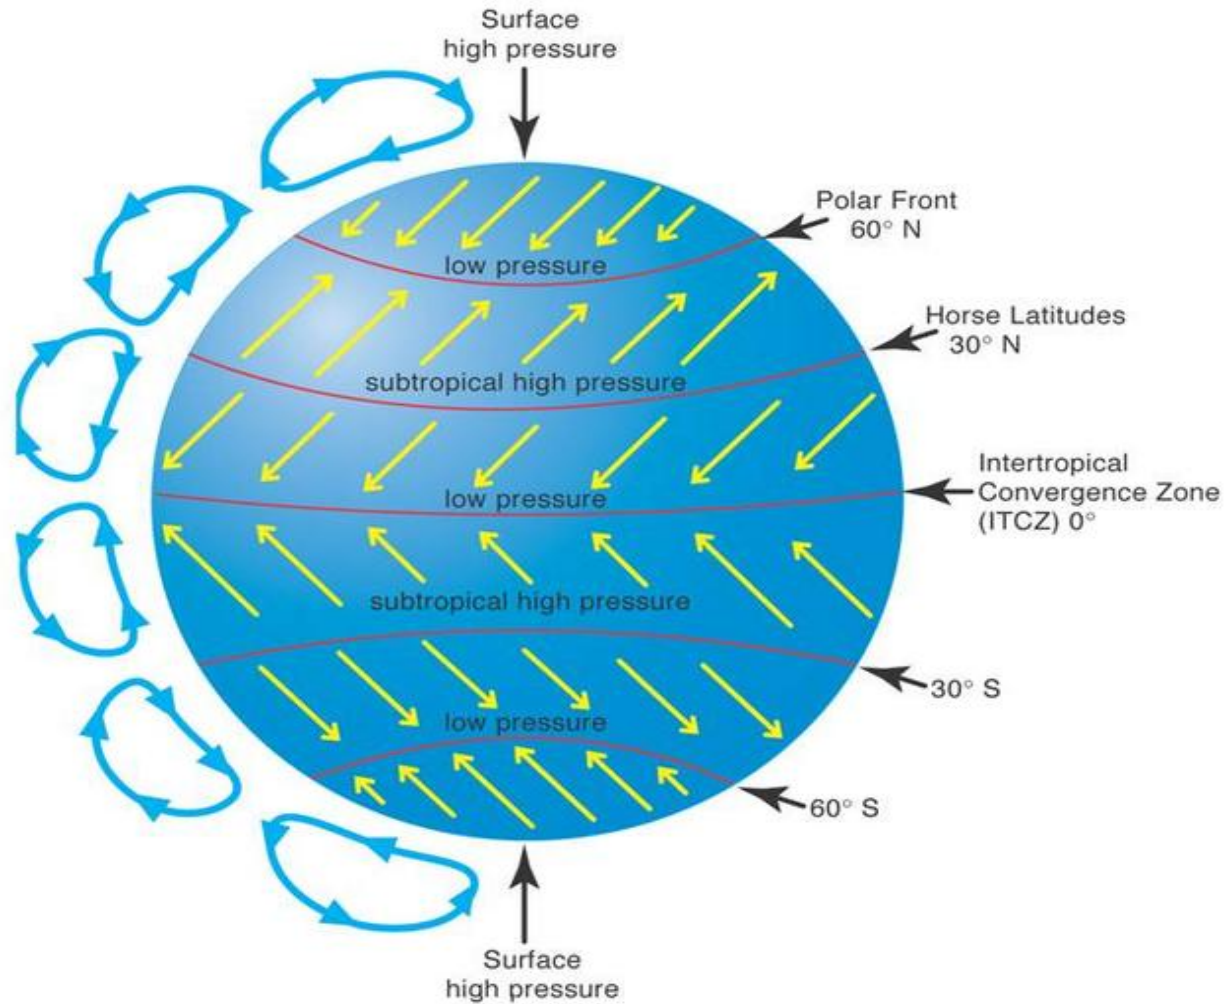 Surface
high pressure
Polar Front
60° N
low pressure
Horse Latitudes
30° N
subtropical high pressure
Intertropical
Convergence Zone
(ITCZ) 0°
low pressure
subtropical high pressure
30° S
low pressure
60° S
Surface
high pressure